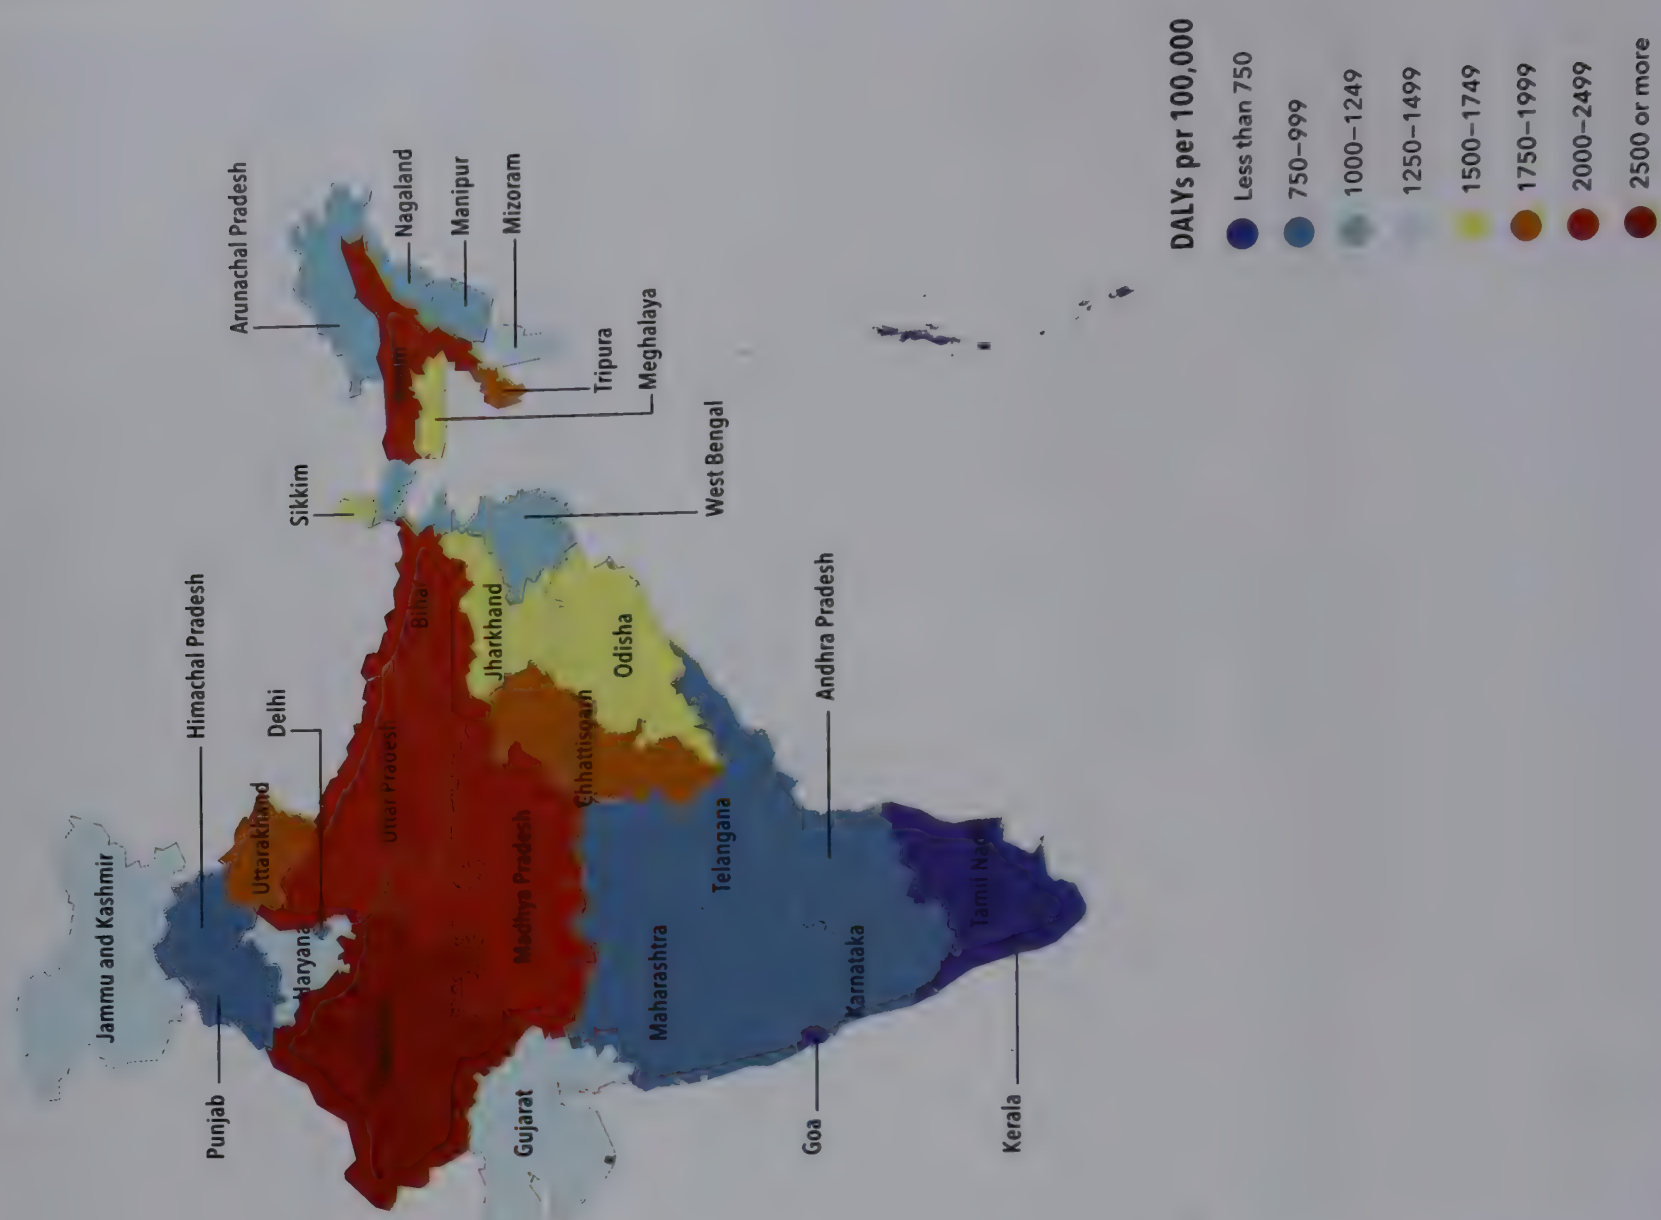 Jammu and Kashmir
Himachal Pradesh
Punjab
Uttarakhand
Haryana
Delhi
Arunachal Pradesh
Sikkim
Uttar Pradesh
Bihar
Nagaland
Manipur
Mizoram
Tripura
Meghalaya
West Bengal
Jharkhand
Gujarat
Madhya Pradesh
Chhattisgarh
Odisha
Maharashtra
Telangana
Goa
Karnataka
Andhra Pradesh
Kerala
Tamil Nadu
DALYs per 100,000
Less than 750
750–999
1000–1249
1250–1499
1500–1749
1750–1999
2000–2499
2500 or more